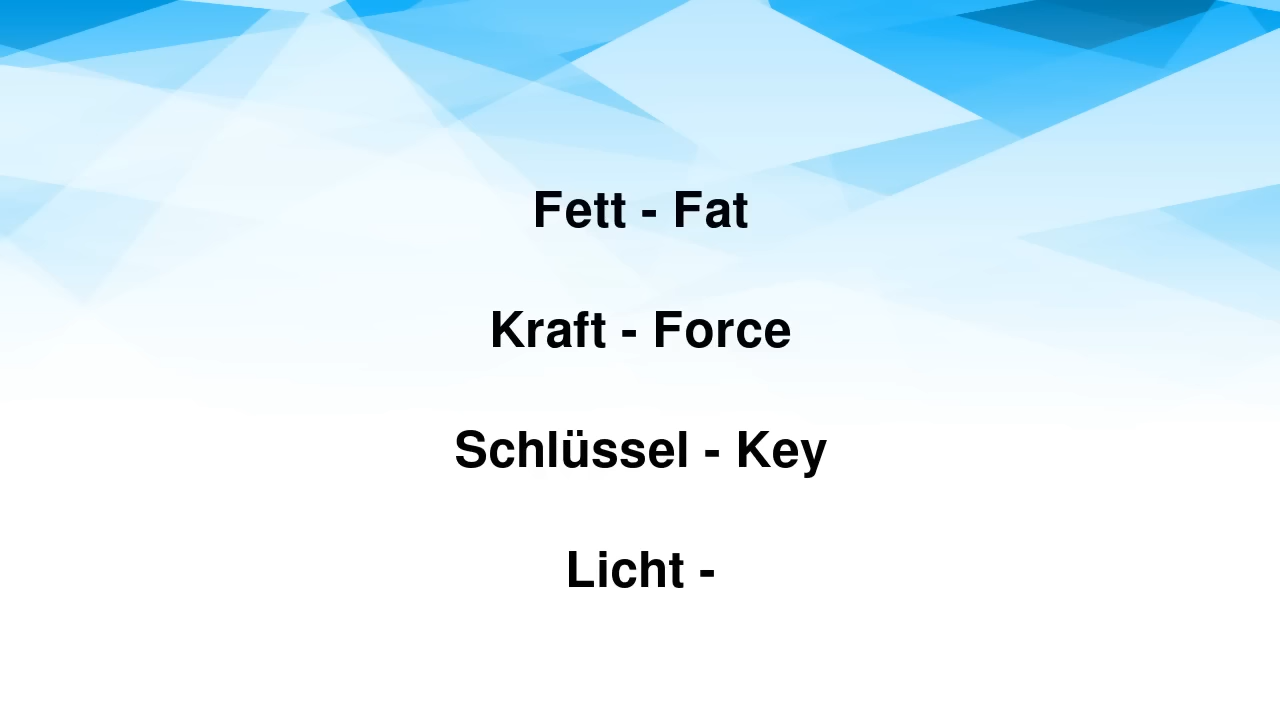 Fett - Fat
Kraft - Force
Schlüssel - Key
Licht -